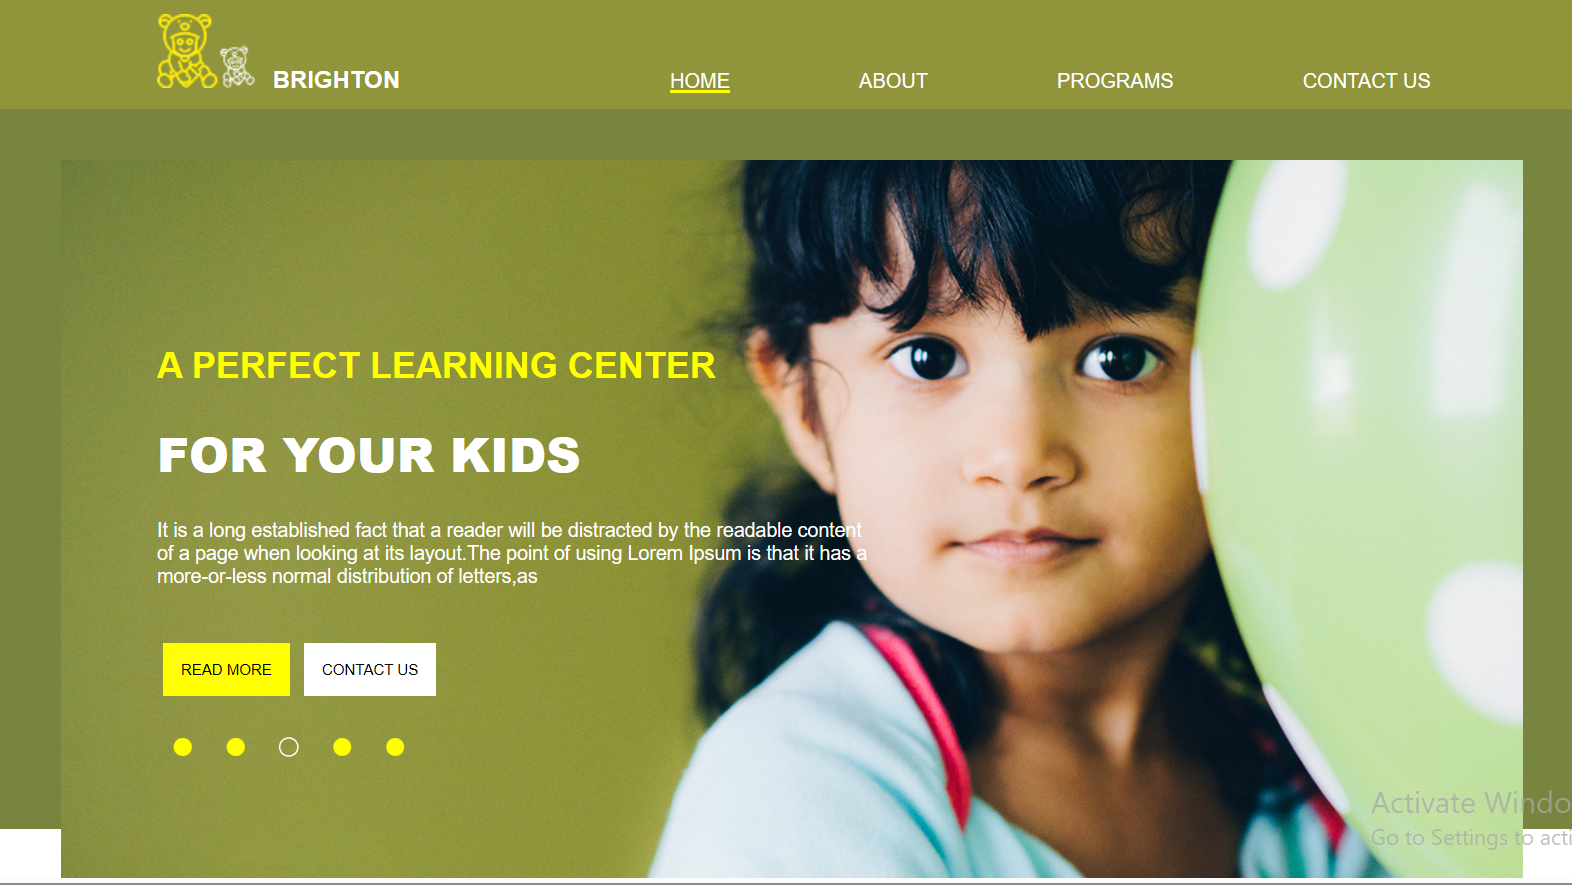 BRIGHTON
HOME
ABOUT
PROGRAMS
CONTACT US
A PERFECT LEARNING CENTER
FOR YOUR KIDS
It is a long established fact that a reader will be distracted by the readable content
of a page when looking at its layout.The point of using Lorem Ipsum is that it has a
more-or-less normal distribution of letters,as
READ MORE
CONTACT US
Activate Windo
Go to Settings to acti